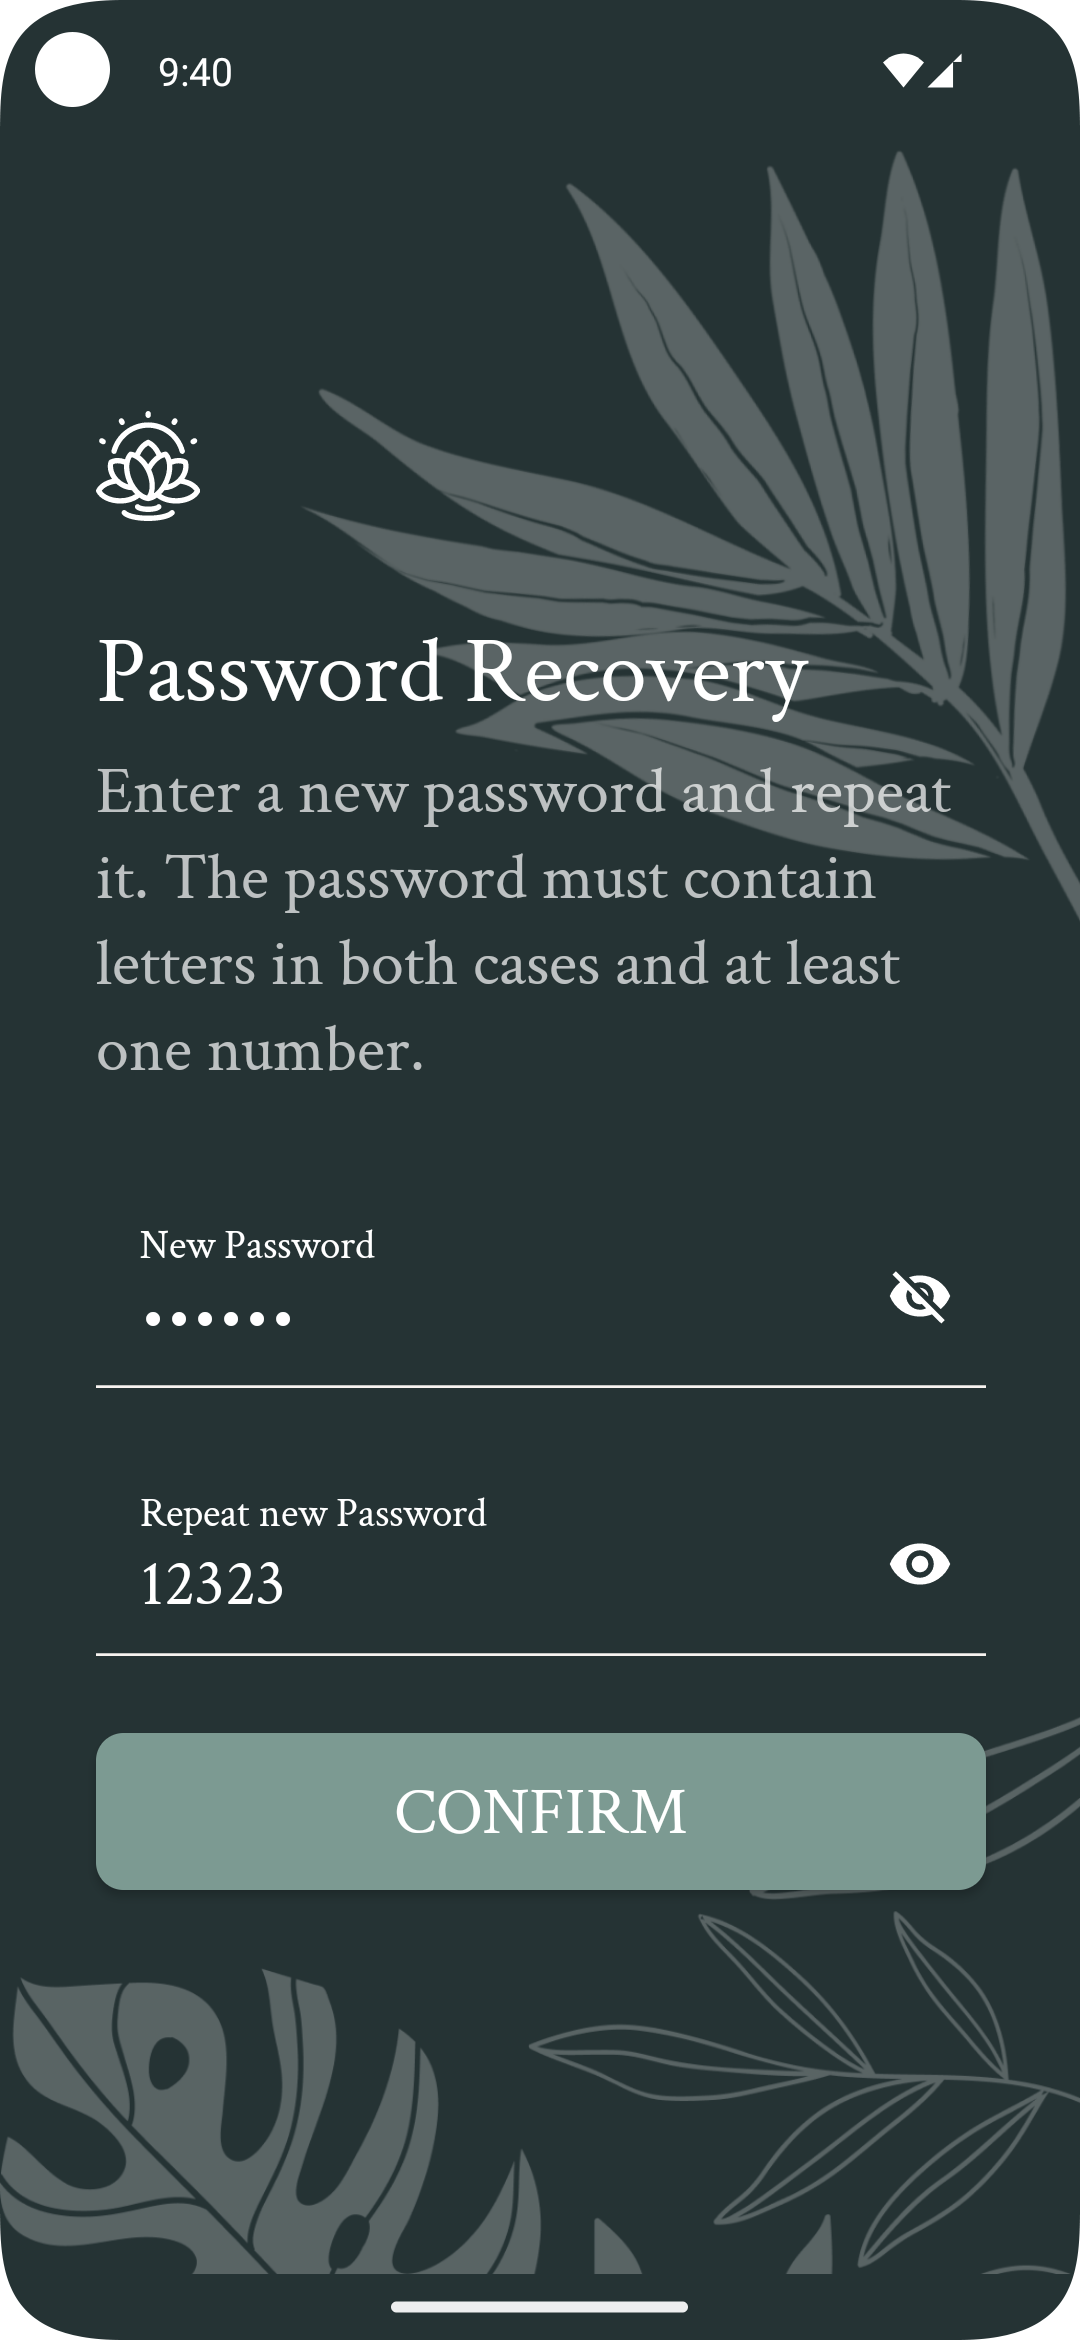 9:40
Password Recovery
Enter a new password and repeat
it. The password must contain
letters in both cases and at least
one number.
New Password
••••••
Repeat new Password
12323
CONFIRM